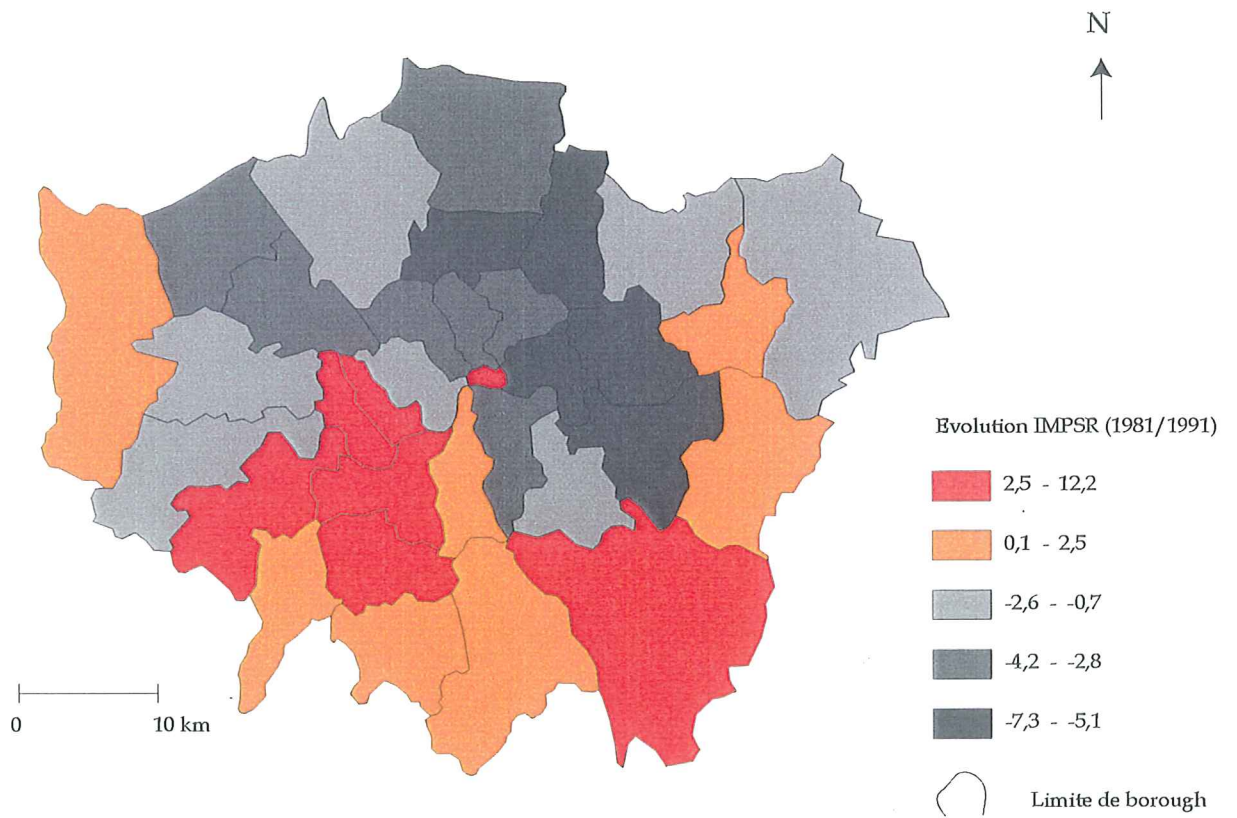 N
Evolution IMPSR (1981/1991)
2,5 - 12,2
0,1 - 2,5
-2,6 - -0,7
-4,2 - -2,8
-7,3 - -5,1
Limite de borough
0 10 km